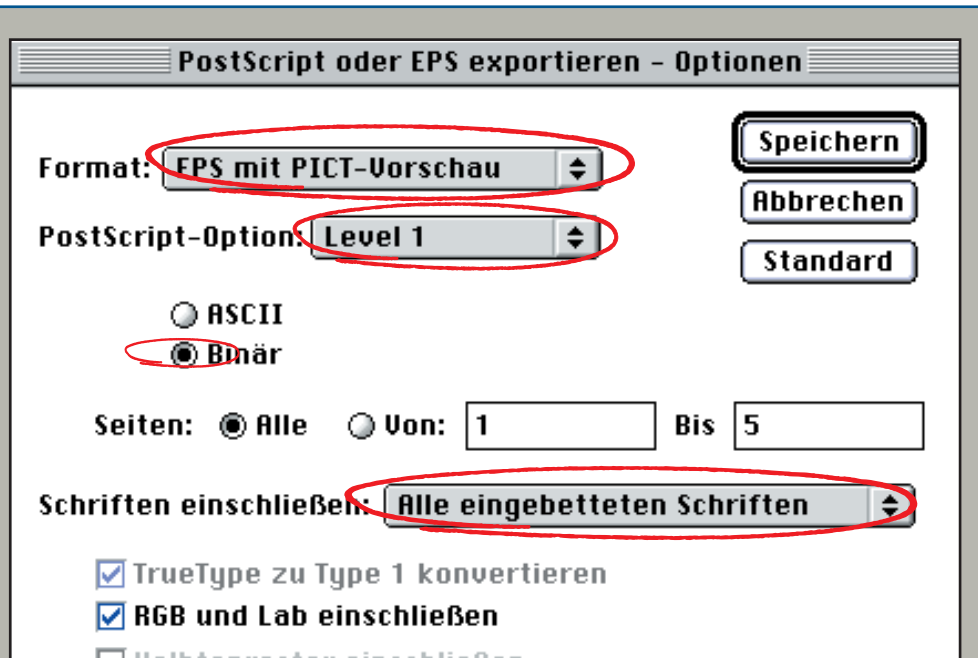 PostScript oder EPS exportieren – Optionen
Format: EPS mit PICT-Vorschau
Speichern
Abbrechen
PostScript-Option: Level 1
Standard
ASCII
Binär
Seiten: Alle Von: 1 Bis 5
Schriften einschließen: Alle eingebetteten Schriften
TrueType zu Type 1 konvertieren
RGB und Lab einschließen